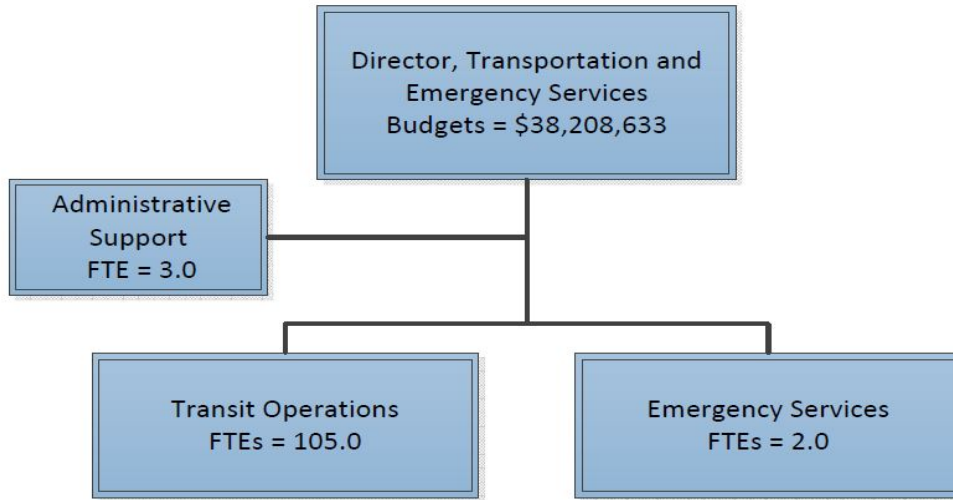 Director, Transportation and
Emergency Services
Budgets = $38,208,633
Administrative
Support
FTE = 3.0
Transit Operations
FTEs = 105.0
Emergency Services
FTEs = 2.0